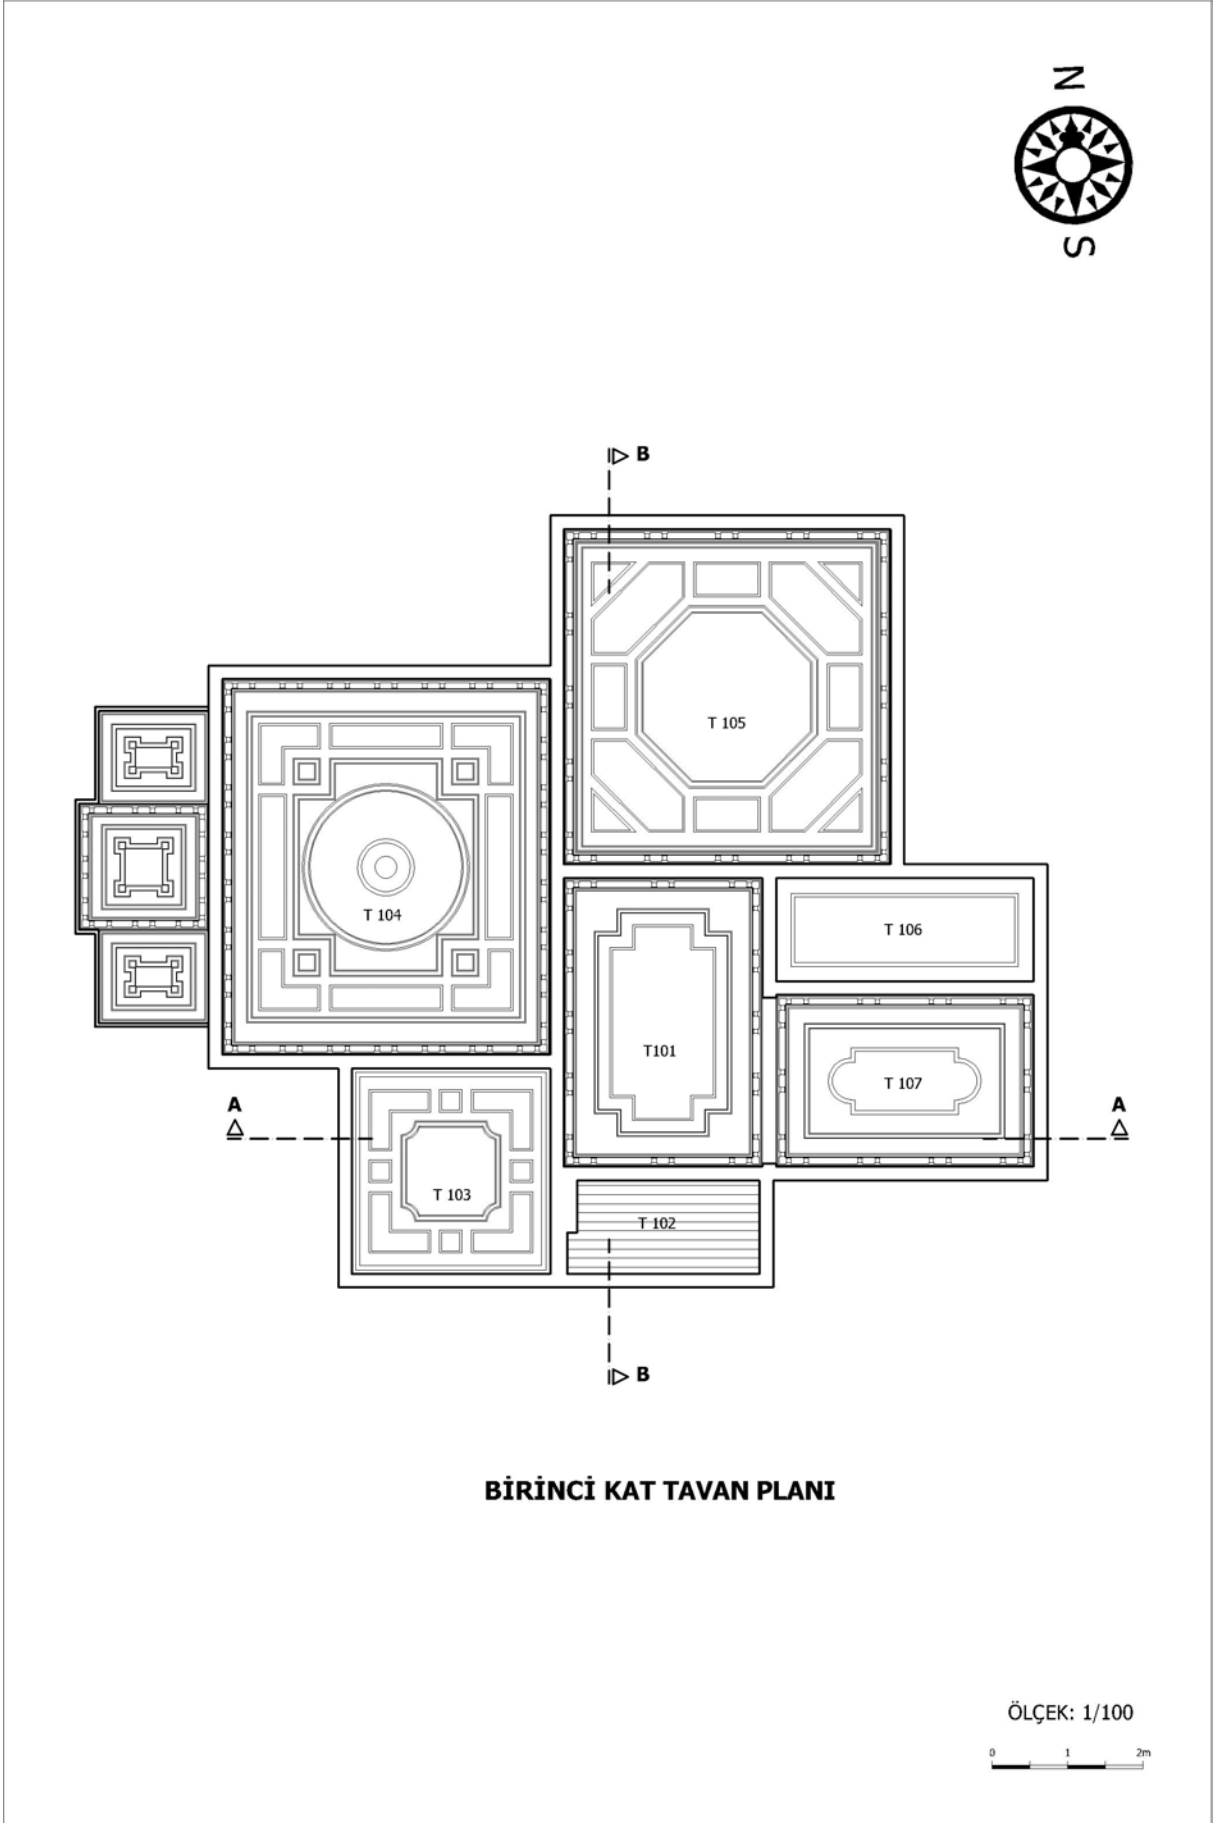 N
S
B
T 105
T 104
T 106
T101
T 107
A
A
T 103
T 102
B
BİRİNCİ KAT TAVAN PLANI
ÖLÇEK: 1/100
0 1 2m